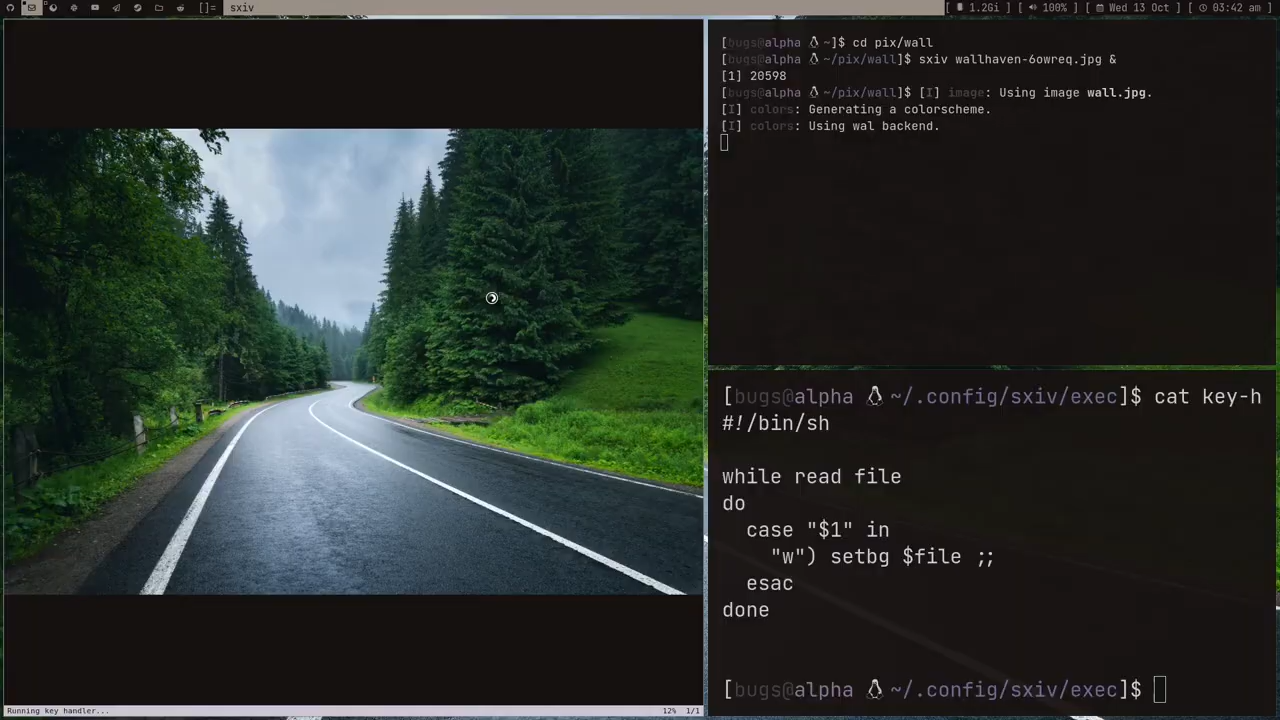 []=
sxiv
[ 1.2Gi ] [ 100% ] [ Wed 13 Oct ] [ 03:42 am ]
[bugs@alpha ~]$ cd pix/wall
[bugs@alpha ~/pix/wall]$ sxiv wallhaven-6owreq.jpg &
[1] 20598
[bugs@alpha ~/pix/wall]$ [I] image: Using image wall.jpg.
[I] colors: Generating a colorscheme.
[I] colors: Using wal backend.
[bugs@alpha ~/.config/sxiv/exec]$ cat key-h
#!/bin/sh
while read file
do
case "$1" in
"w") setbg $file ;;
esac
done
[bugs@alpha ~/.config/sxiv/exec]$
Running key handler...
12% 1/1